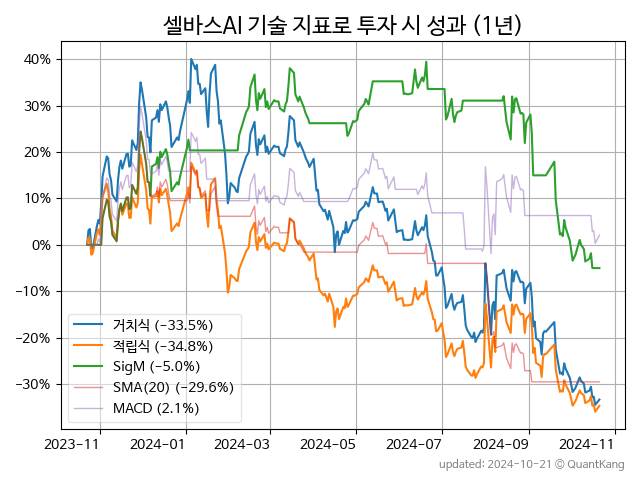 셀바스AI 기술 지표로 투자 시 성과 (1년)
40%
30%
20%
10%
0%
−10%
−20%
−30%
거치식 (−33.5%)
적립식 (−34.8%)
SigM (−5.0%)
SMA(20) (−29.6%)
MACD (2.1%)
2023−11 2024−01 2024−03 2024−05 2024−07 2024−09 2024−11
updated: 2024−10−21 ⓒ QuantKang